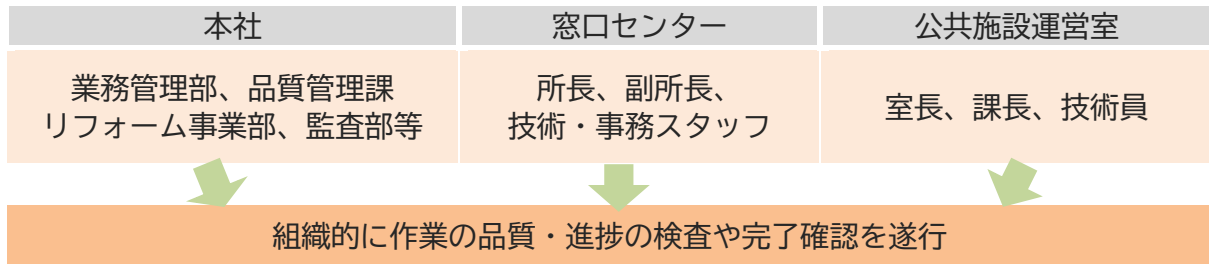 本社
窓口センター
公共施設運営室
業務管理部、品質管理課
リフォーム事業部、監査部等
所長、副所長、
技術・事務スタッフ
室長、課長、技術員
組織的に作業の品質・進捗の検査や完了確認を遂行